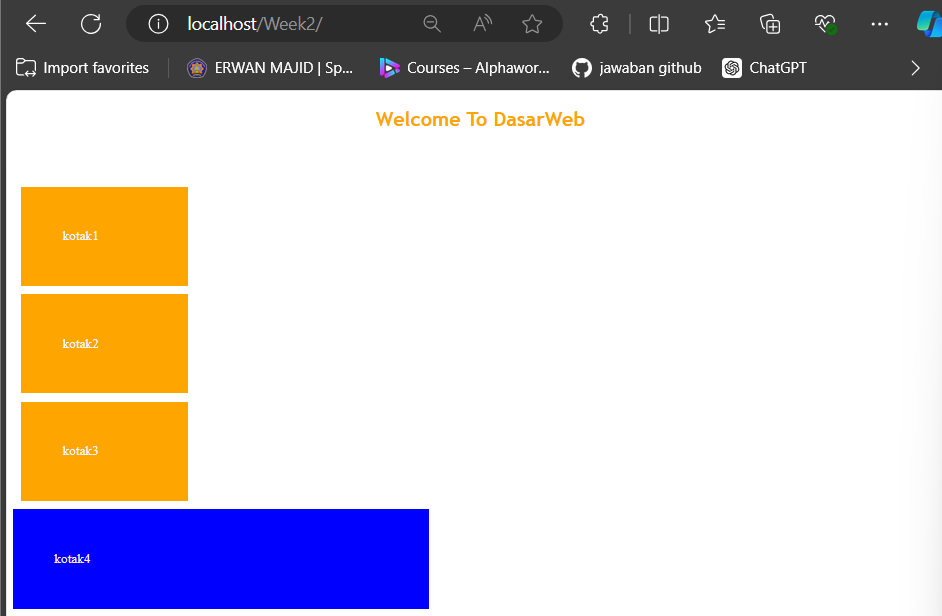 localhost/Week2/
Import favorites
ERWAN MAJID | Sp...
Courses – Alphawor...
jawaban github
ChatGPT
Welcome To DasarWeb
kotak1
kotak2
kotak3
kotak4